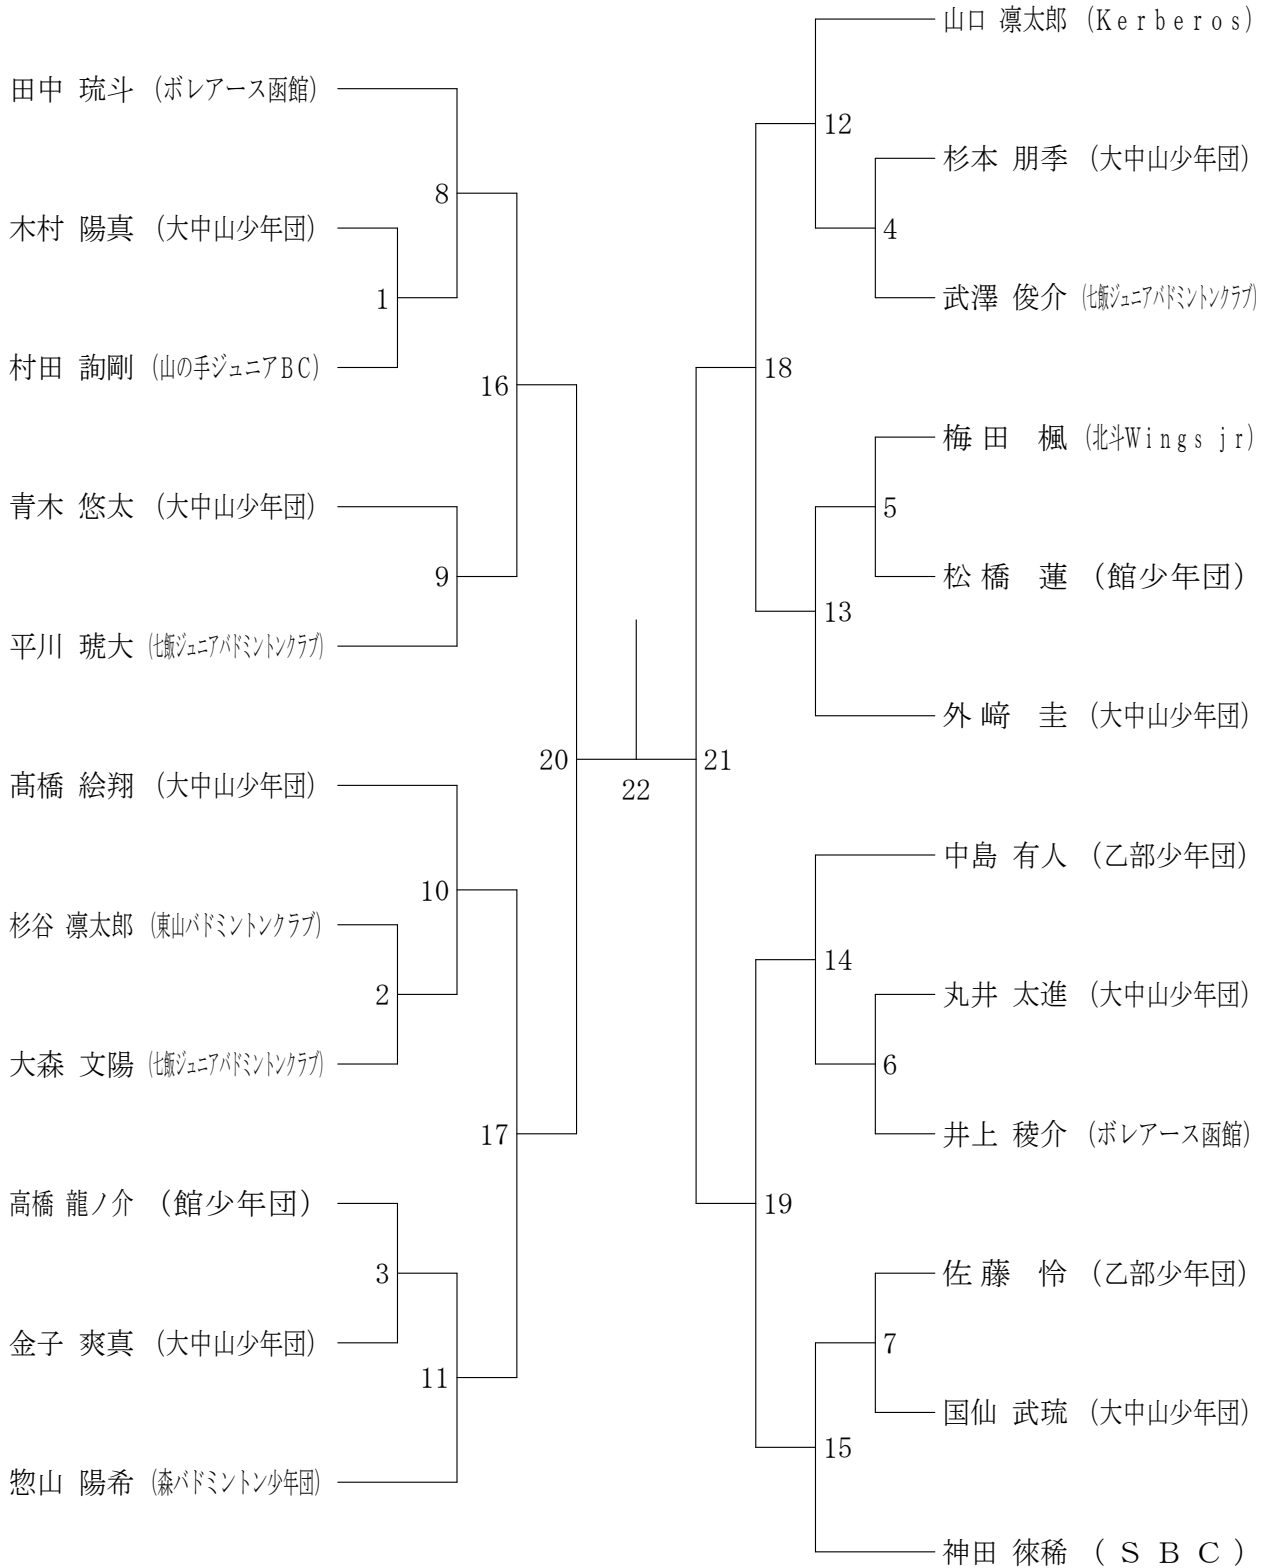 田中 琉斗 (ボレアース函館)
8
木村 陽真 (大中山少年団)
1
村田 詢剛 (山の手ジュニアBC)
16
青木 悠太 (大中山少年団)
9
平川 琥大 (七飯ジュニアバドミントンクラブ)
20
髙橋 絵翔 (大中山少年団)
10
杉谷 凛太郎 (東山バドミントンクラブ)
2
大森 文陽 (七飯ジュニアバドミントンクラブ)
17
高橋 龍ノ介 (館少年団)
3
金子 爽真 (大中山少年団)
11
惣山 陽希 (森バドミントン少年団)
22
山口 凛太郎 (Kerberos)
12
杉本 朋季 (大中山少年団)
4
武澤 俊介 (七飯ジュニアバドミントンクラブ)
18
梅田 楓 (北斗Wings jr)
5
松橋 蓮 (館少年団)
13
外﨑 圭 (大中山少年団)
21
中島 有人 (乙部少年団)
14
丸井 太進 (大中山少年団)
6
井上 稜介 (ボレアース函館)
19
佐藤 怜 (乙部少年団)
7
国仙 武琉 (大中山少年団)
15
神田 徠稀 (SBC)